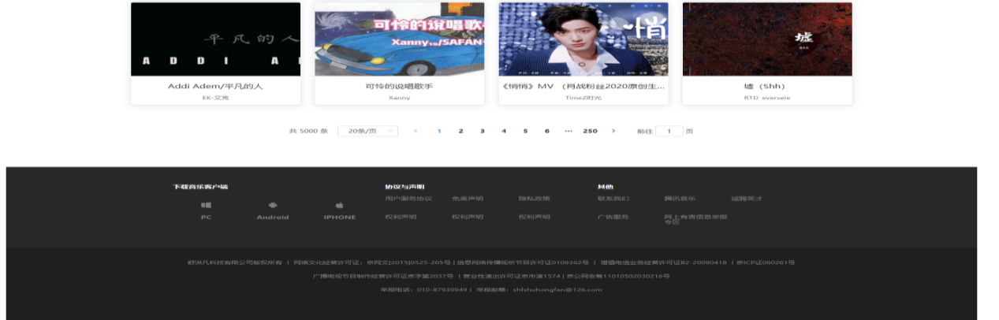 平 凡 的 人
A D D I A
可怜的说唱歌
Xanny
/SAFAN
悄
墟
Addi Adem/平凡的人
可怜的说唱歌手
《悄悄》MV （肖战粉丝2020原创生...
墟 (Shh)
EK-艾克
Xanny
TimeZ时光
共 5000 条 20条/页 < 1 2 3 4 5 6 ··· 250 > 前往 1 页
下载音乐客户端
PC Android IPHONE
协议与声明
用户服务协议 免责声明 隐私政策
权利声明 权利声明 权利声明
其他
联系我们 腾讯音乐 诚聘英才
广告服务 网上有害信息举报专区
舒洪凡科技有限公司版权所有 | 网络文化经营许可证：京网文[2015]0525-205号 | 信息网络传播视听节目许可证0109362号 | 增值电信业务经营许可证B2-20090418 | 京ICP证060261号
广播电视节目制作经营许可证京字第2037号 | 营业性演出许可证京市演1574 | 京公网安备11010502030216号
举报电话：010-87939949 | 举报邮箱：shfshuhongfan@126.com